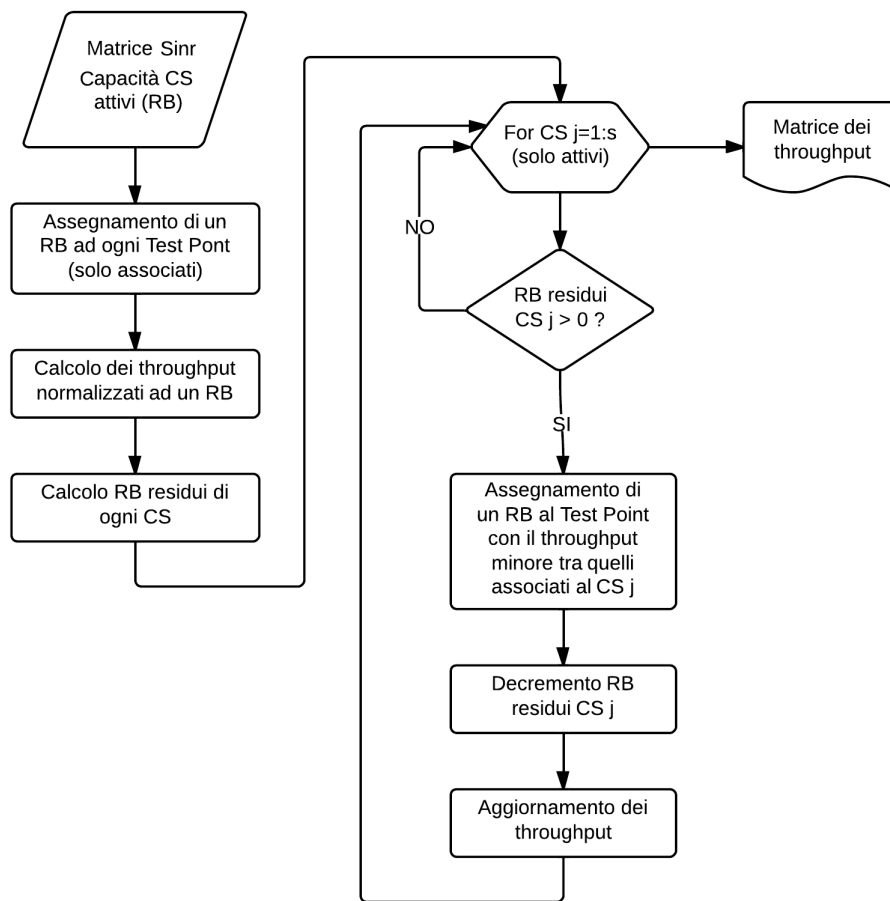 Matrice Sinr
Capacità CS
attivi (RB)
Assegnamento di un
RB ad ogni Test Pont
(solo associati)
Calcolo dei throughput
normalizzati ad un RB
Calcolo RB residui di
ogni CS
For CS j=1:s
(solo attivi)
Matrice dei
throughput
NO
RB residui
CS j > 0 ?
SI
Assegnamento di
un RB al Test Point
con il throughput
minore tra quelli
associati al CS j
Decremento RB
residui CS j
Aggiornamento dei
throughput